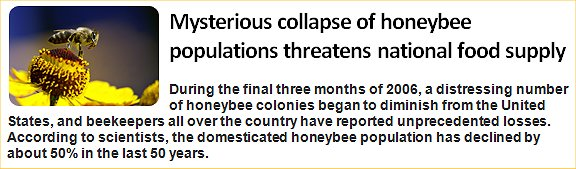 Mysterious collapse of honeybee
populations threatens national food supply
During the final three months of 2006, a distressing number
of honeybee colonies began to diminish from the United
States, and beekeepers all over the country have reported unprecedented losses.
According to scientists, the domesticated honeybee population has declined by
about 50% in the last 50 years.